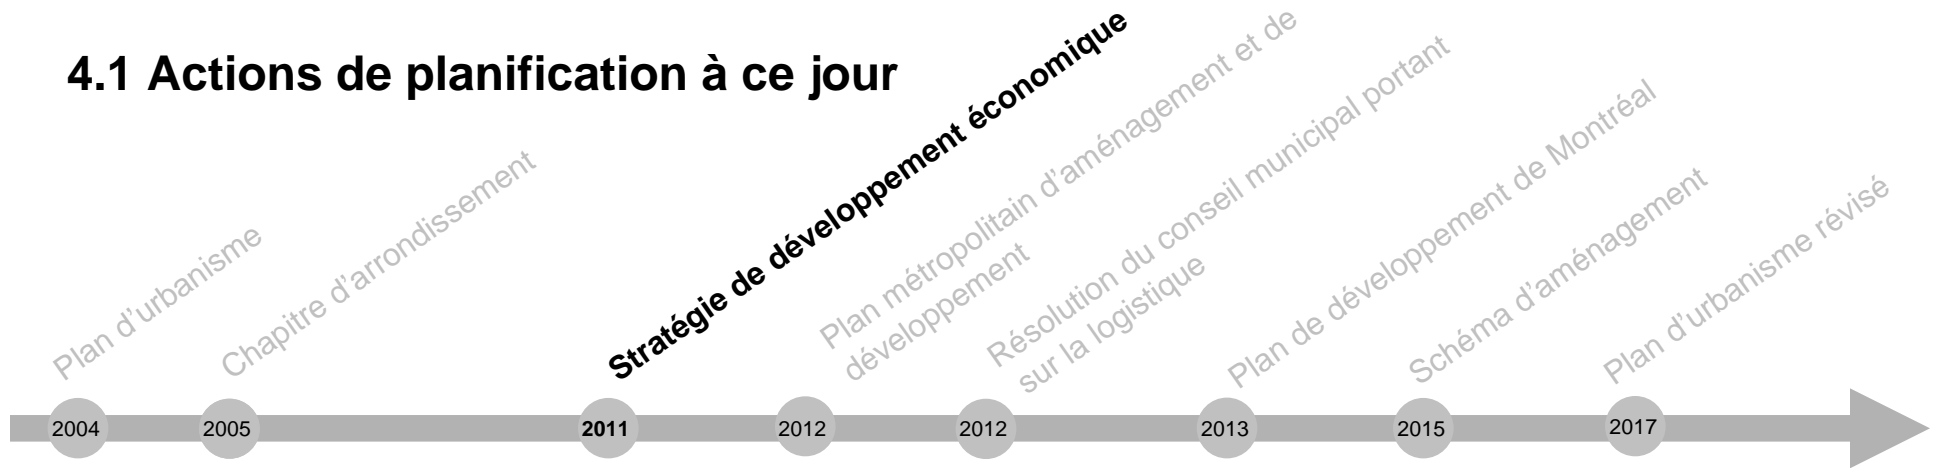 4.1 Actions de planification à ce jour
Plan d’urbanisme
Chapitre d’arrondissement
Stratégie de développement économique
Plan métropolitain d’aménagement et de
développement
Résolution du conseil municipal portant
sur la logistique
Plan de développement de Montréal
Schéma d’aménagement
Plan d’urbanisme révisé
2004
2005
2011
2012
2012
2013
2015
2017